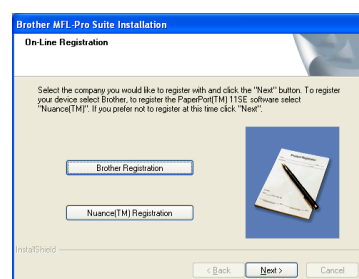 Brother MFL-Pro Suite Installation
On-Line Registration
Select the company you would like to register with and click the "Next" button. To register
your device select Brother, to register the PaperPort(TM) 11SE software select
"Nuance(TM)". If you prefer not to register at this time click "Next".
Product Registration
Brother Registration
Nuance(TM) Registration
InstallShield
< Back
Next >
Cancel